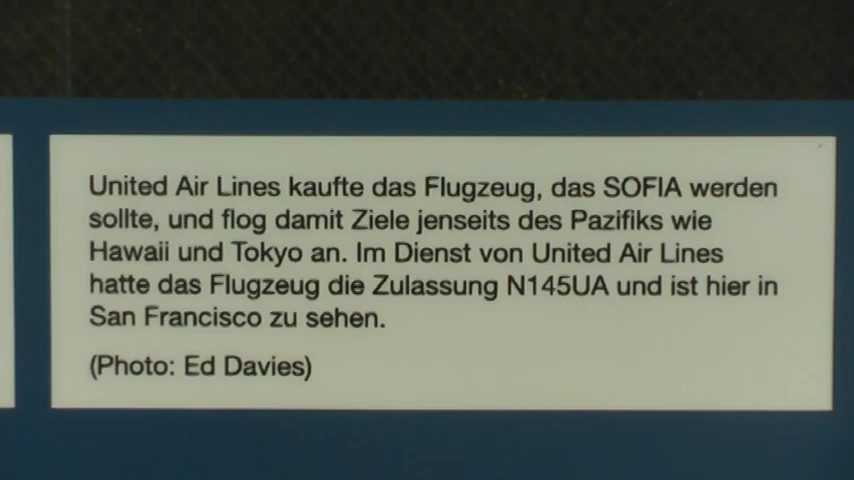 United Air Lines kaufte das Flugzeug, das SOFIA werden
sollte, und flog damit Ziele jenseits des Pazifiks wie
Hawaii und Tokyo an. Im Dienst von United Air Lines
hatte das Flugzeug die Zulassung N145UA und ist hier in
San Francisco zu sehen.
(Photo: Ed Davies)